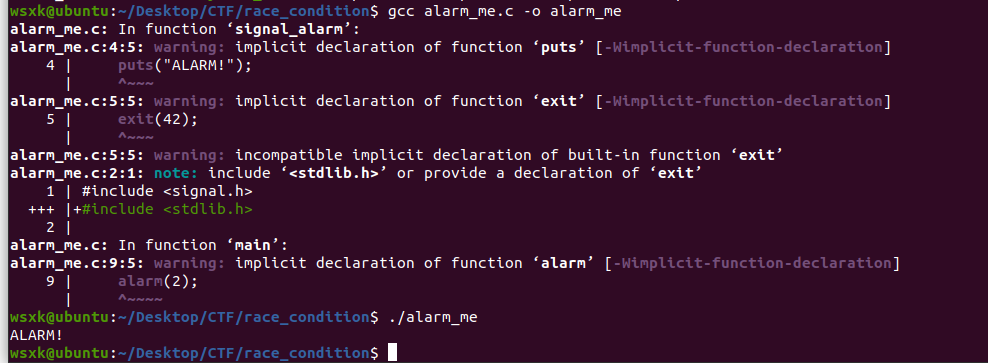 wsxk@ubuntu:~/Desktop/CTF/race_condition$ gcc alarm_me.c -o alarm_me
alarm_me.c: In function ‘signal_alarm’:
alarm_me.c:4:5: warning: implicit declaration of function ‘puts’ [-Wimplicit-function-declaration]
    4 |     puts("ALARM!");
      |     ^~~~
alarm_me.c:5:5: warning: implicit declaration of function ‘exit’ [-Wimplicit-function-declaration]
    5 |     exit(42);
      |     ^~~~
alarm_me.c:5:5: warning: incompatible implicit declaration of built-in function ‘exit’
alarm_me.c:2:1: note: include ‘<stdlib.h>’ or provide a declaration of ‘exit’
    1 | #include <signal.h>
  +++ |+#include <stdlib.h>
    2 |
alarm_me.c: In function ‘main’:
alarm_me.c:9:5: warning: implicit declaration of function ‘alarm’ [-Wimplicit-function-declaration]
    9 |     alarm(2);
      |     ^~~~~
wsxk@ubuntu:~/Desktop/CTF/race_condition$ ./alarm_me
ALARM!
wsxk@ubuntu:~/Desktop/CTF/race_condition$